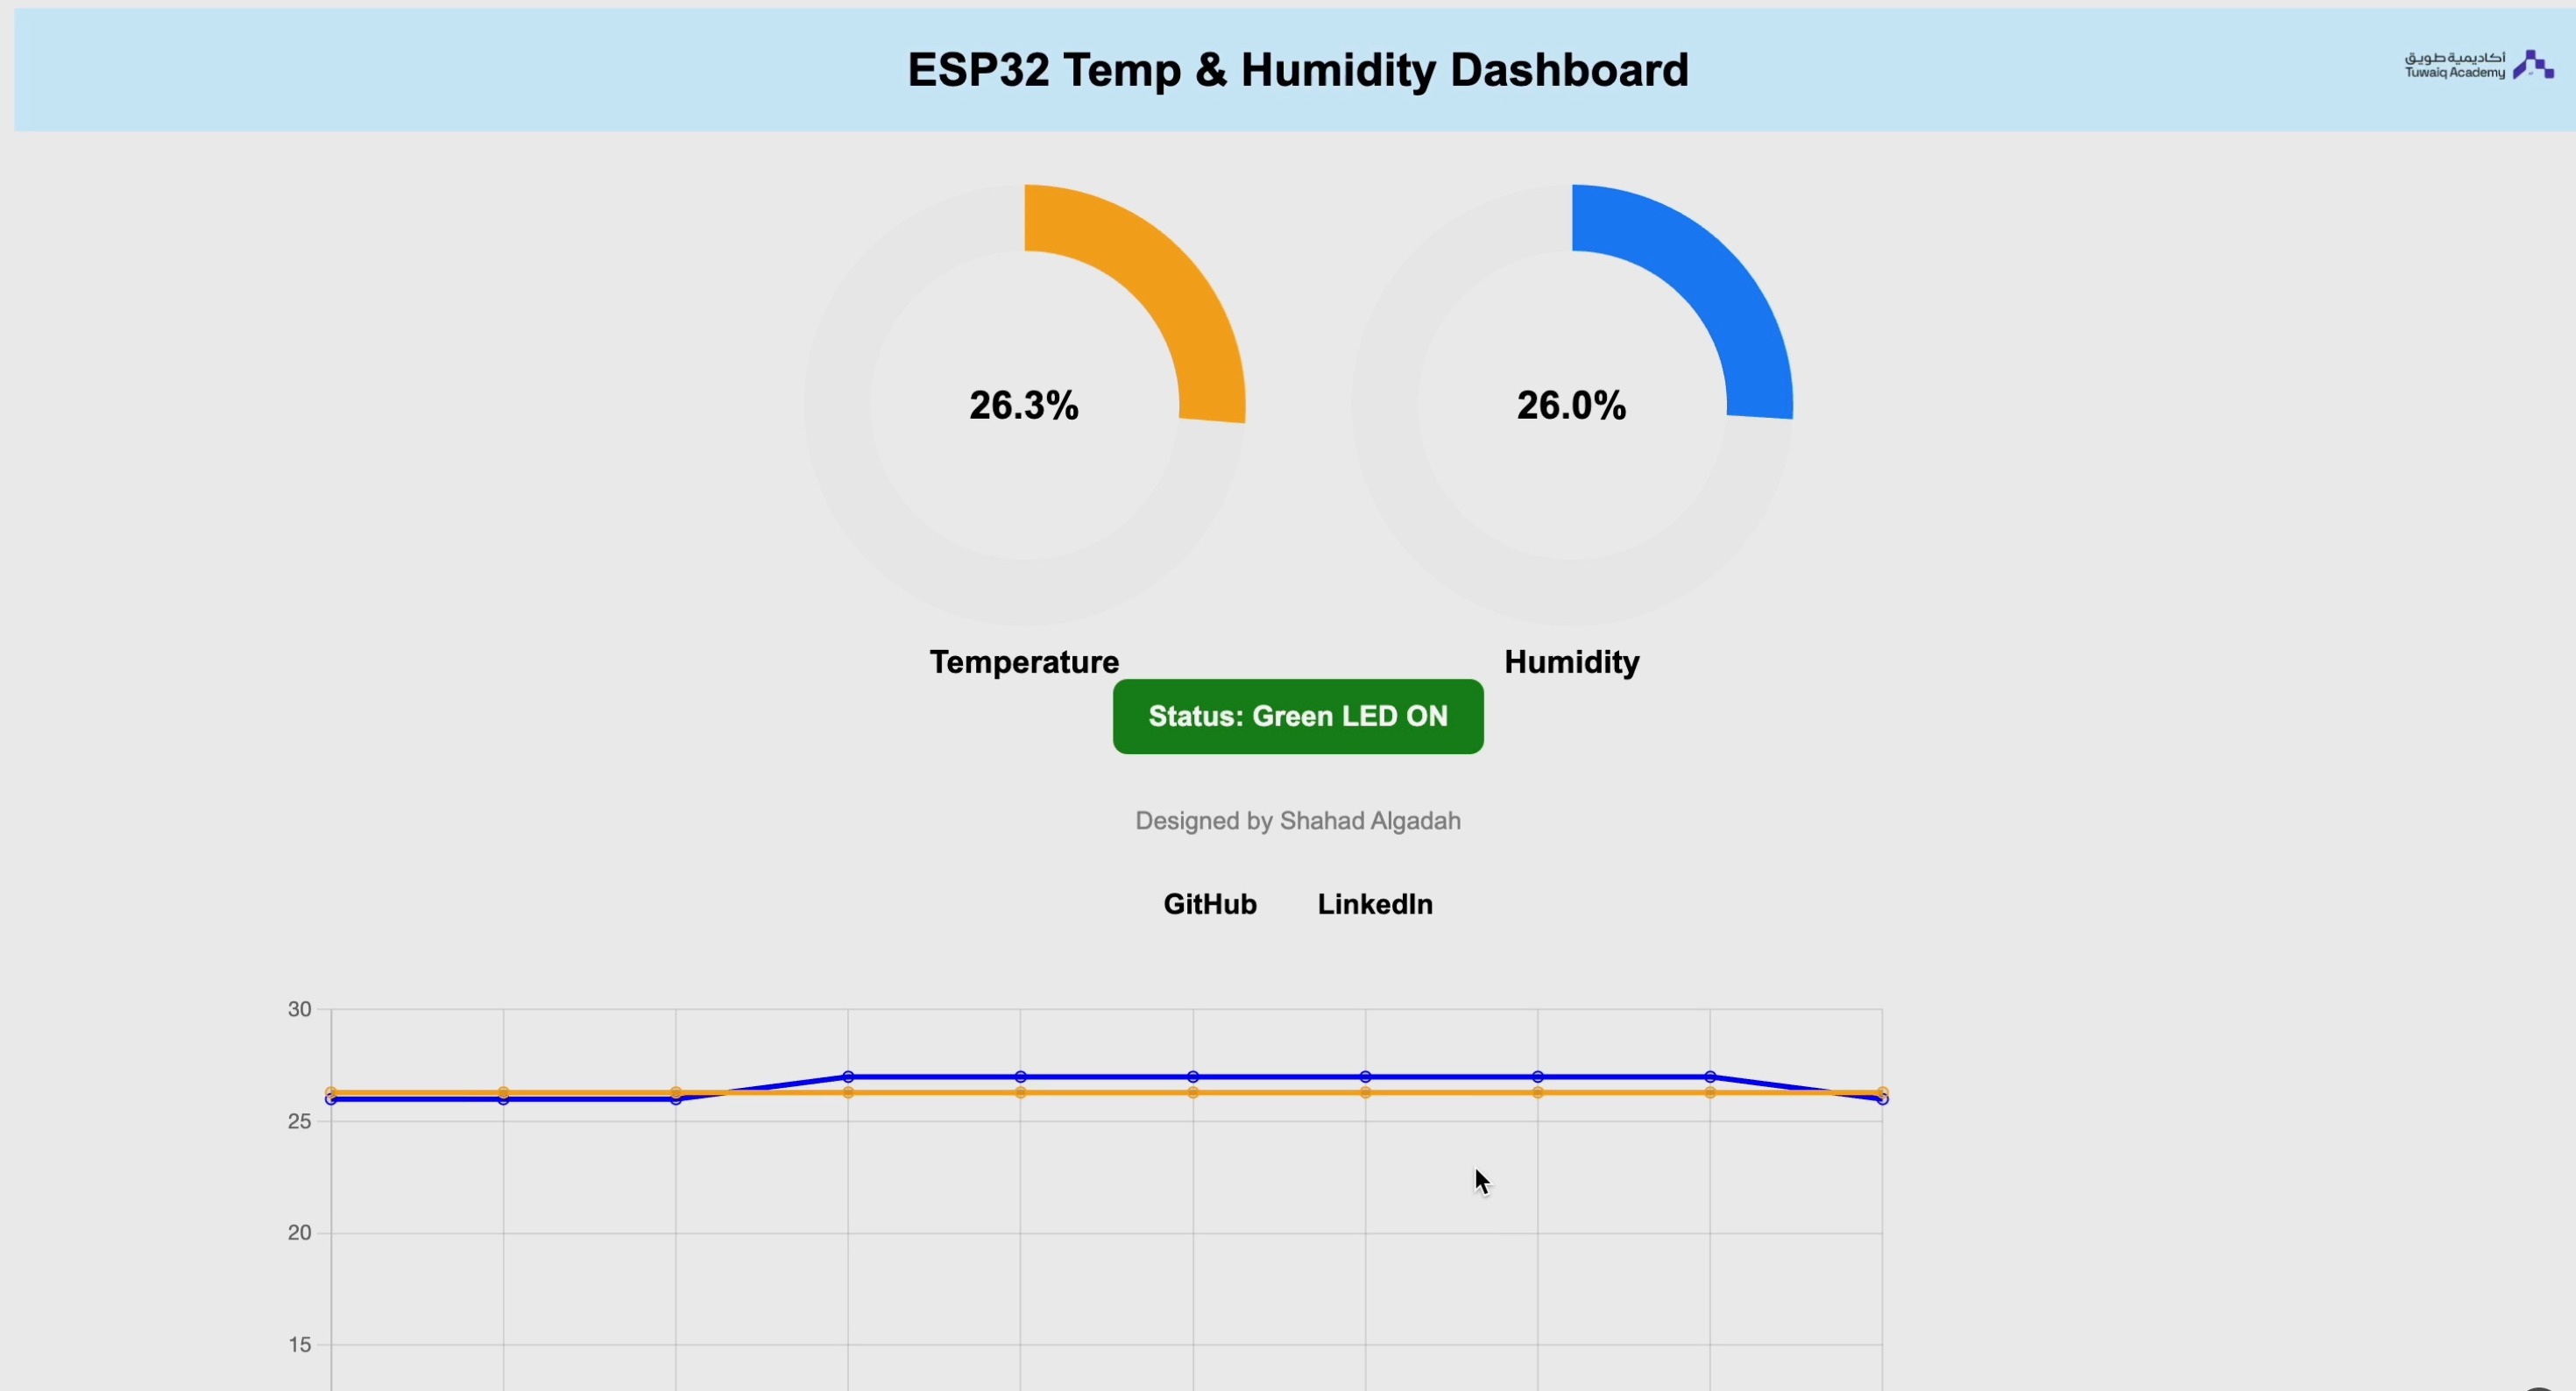 ESP32 Temp & Humidity Dashboard
أكاديمية طويق
Tuwaiq Academy
26.3%
26.0%
Temperature
Humidity
Status: Green LED ON
Designed by Shahad Algadah
GitHub
LinkedIn
30
25
20
15